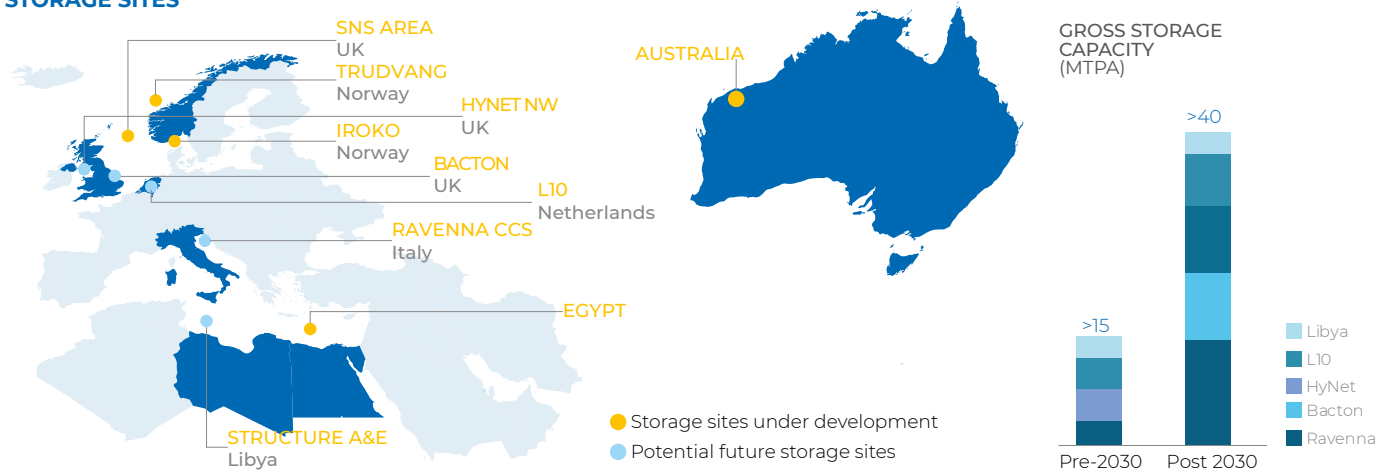 STORAGE SITES
SNS AREA
UK
TRUDVANG
Norway
HYNET NW
UK
IROKO
Norway
BACTON
UK
L10
Netherlands
RAVENNA CCS
Italy
EGYPT
STRUCTURE A&E
Libya
AUSTRALIA
Storage sites under development
Potential future storage sites
GROSS STORAGE
CAPACITY
(MTPA)
>15
>40
Pre-2030
Post 2030
Libya
L10
HyNet
Bacton
Ravenna